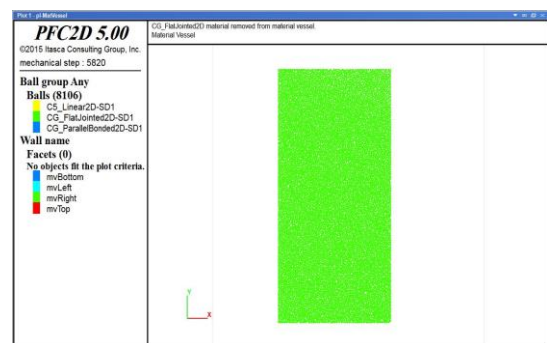 Plot 1 - pl MatVessel
PFC2D 5.00
©2015 Itasca Consulting Group, Inc.
mechanical step : 5820
Ball group Any
Balls (8106)
C5_Linear2D-SD1
CG_FlatJointed2D-SD1
CG_ParallelBonded2D-SD1
Wall name
Facets (0)
No objects fit the plot criteria.
mvBottom
mvLeft
mvRight
mvTop
CG_FlatJointed2D material removed from material vessel.
Material Vessel
Y
X